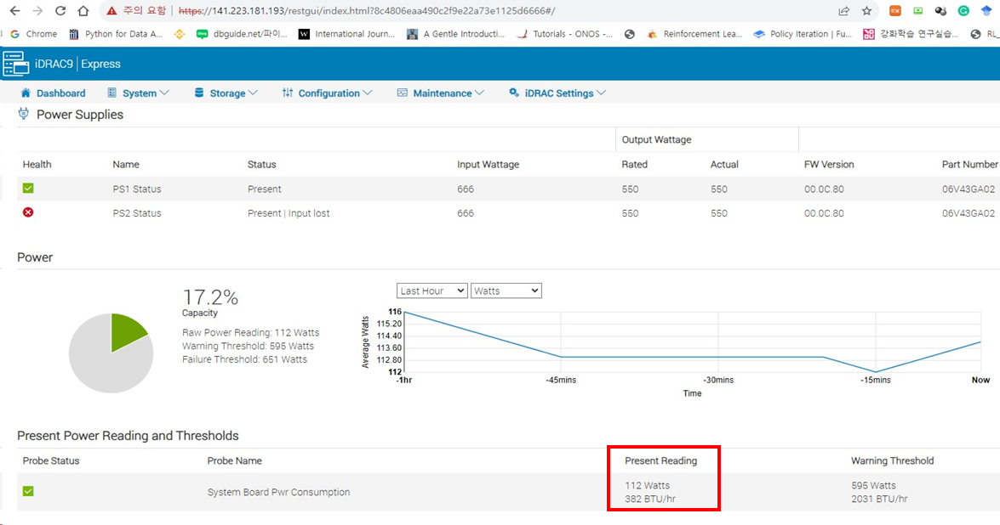 주의 요함 | https://141.223.181.193/restgui/index.html?8c4806eaa490c2f9e22a73e1125d6666#/
Chrome Python for Data A... dbguide.net/파이... International Journ... A Gentle Introducti... Tutorials - ONOS -... Reinforcement Lea... Policy Iteration | Fu... 강화학습 연구실습... RL_
iDRAC9 | Express
Dashboard System Storage Configuration Maintenance iDRAC Settings
Power Supplies
Output Wattage
Health Name Status Input Wattage Rated Actual FW Version Part Number
PS1 Status Present 666 550 550 00.0C.80 06V43GA02
PS2 Status Present | Input lost 666 550 550 00.0C.80 06V43GA02
Power
17.2%
Capacity
Raw Power Reading: 112 Watts
Warning Threshold: 595 Watts
Failure Threshold: 651 Watts
Last Hour Watts
Average Watts
116
115.20
114.40
113.60
112.80
112
-1hr -45mins -30mins -15mins Now
Time
Present Power Reading and Thresholds
Probe Status Probe Name Present Reading Warning Threshold
System Board Pwr Consumption 112 Watts 595 Watts
382 BTU/hr 2031 BTU/hr